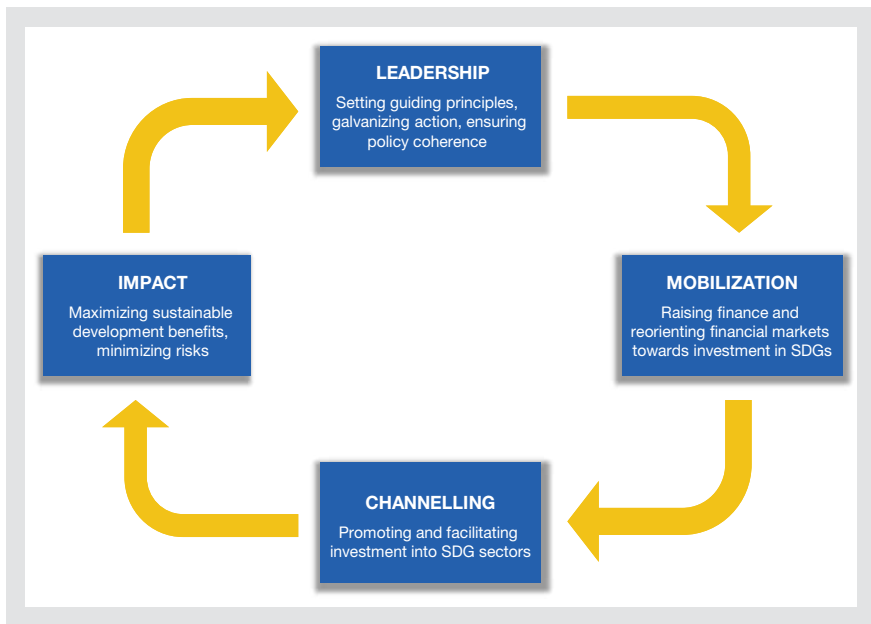 LEADERSHIP
Setting guiding principles,
galvanizing action, ensuring
policy coherence
IMPACT
Maximizing sustainable
development benefits,
minimizing risks
MOBILIZATION
Raising finance and
reorienting financial markets
towards investment in SDGs
CHANNELLING
Promoting and facilitating
investment into SDG sectors